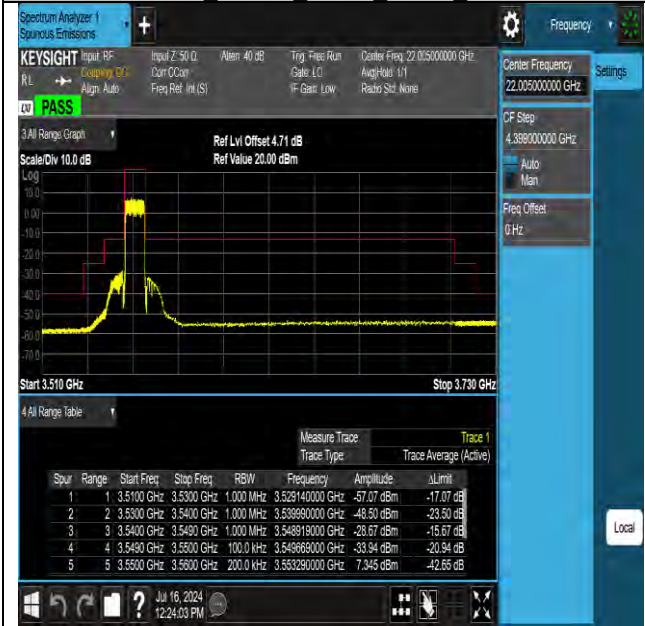 Spectrum Analyzer 1
Spurious Emissions
+
Frequency
KEYSIGHT Input: RF Input Z: 50 Ω Atten: 40 dB Trig: Free Run Center Freq: 22.005000000 GHz
RL Coupling: DC Corr CCorr Gate: LO Avg|Hold: 1/1
Align: Auto Freq Ref: Int (S) IF Gain: Low Radio Std: None
LXI PASS
Center Frequency
22.005000000 GHz
Settings
CF Step
4.399000000 GHz
Auto
Man
Freq Offset
0 Hz
3 All Range Graph
Ref Lvl Offset 4.71 dB
Scale/Div 10.0 dB Ref Value 20.00 dBm
Log
10.0
0.00
-10.0
-20.0
-30.0
-40.0
-50.0
-60.0
-70.0
Start 3.510 GHz Stop 3.730 GHz
4 All Range Table
Measure Trace Trace 1
Trace Type Trace Average (Active)
Spur Range Start Freq Stop Freq RBW Frequency Amplitude ΔLimit
1 1 3.5100 GHz 3.5300 GHz 1.000 MHz 3.529140000 GHz -57.07 dBm -17.07 dB
2 2 3.5300 GHz 3.5400 GHz 1.000 MHz 3.539990000 GHz -48.50 dBm -23.50 dB
3 3 3.5400 GHz 3.5490 GHz 1.000 MHz 3.548919000 GHz -28.67 dBm -15.67 dB
4 4 3.5490 GHz 3.5500 GHz 100.0 kHz 3.549669000 GHz -33.94 dBm -20.94 dB
5 5 3.5500 GHz 3.5600 GHz 200.0 kHz 3.553290000 GHz 7.345 dBm -42.65 dB
Local
? Jul 16, 2024
12:24:03 PM